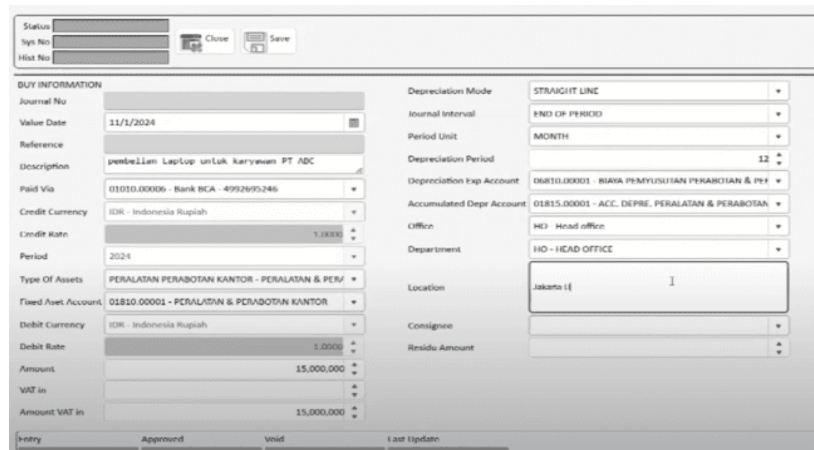 Status
Sys No
Hist No
Close
Save
BUY INFORMATION
Journal No
Value Date 11/1/2024
Reference
Description pembelian Laptop untuk karyawan PT ABC
Paid Via 01010.00006 - Bank BCA - 4992695246
Credit Currency IDR - Indonesia Rupiah
Credit Rate 1.0000
Period 2024
Type Of Assets PERALATAN PERABOTAN KANTOR - PERALATAN & PERA
Fixed Aset Account 01810.00001 - PERALATAN & PERABOTAN KANTOR
Debit Currency IDR - Indonesia Rupiah
Debit Rate 1.0000
Amount 15,000,000
VAT in
Amount VAT in 15,000,000
Depreciation Mode STRAIGHT LINE
Journal Interval END OF PERIOD
Period Unit MONTH
Depreciation Period 12
Depreciation Exp Account 06810.00001 - BIAYA PEMYUSUTAN PERABOTAN & PEF
Accumulated Depr Account 01815.00001 - ACC. DEPRE. PERALATAN & PERABOTAN
Office HO - Head office
Department HO - HEAD OFFICE
Location Jakarta U
Consignee
Residu Amount
Entry Approved Void Last Update